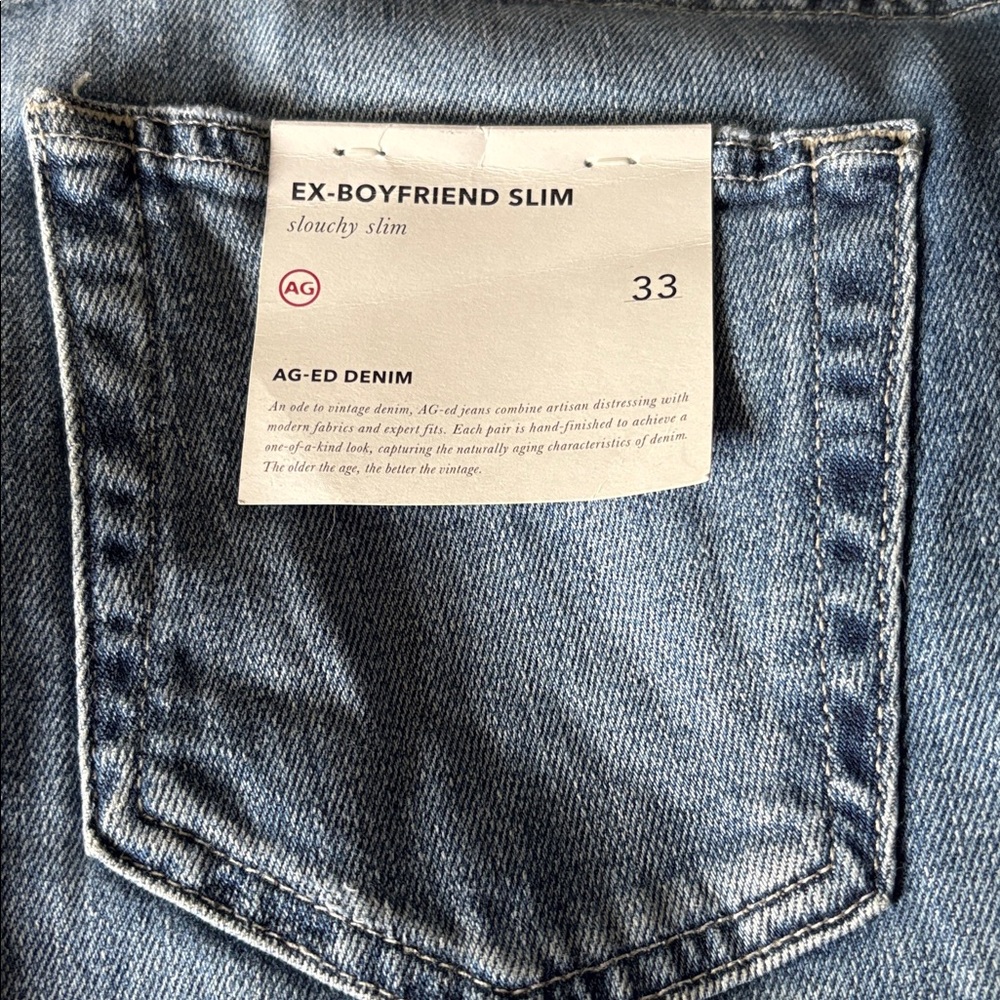 EX-BOYFRIEND SLIM
slouchy slim
AG 33
AG-ED DENIM
An ode to vintage denim, AG-ed jeans combine artisan distressing with
modern fabrics and expert fits. Each pair is hand-finished to achieve a
one-of-a-kind look, capturing the naturally aging characteristics of denim.
The older the age, the better the vintage.